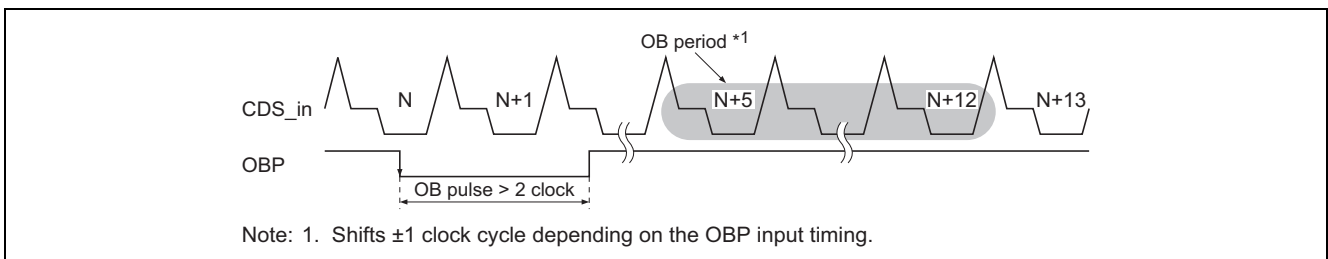 OB period *1
CDS_in N N+1 N+5 N+12 N+13
OBP
OB pulse > 2 clock
Note: 1. Shifts ±1 clock cycle depending on the OBP input timing.